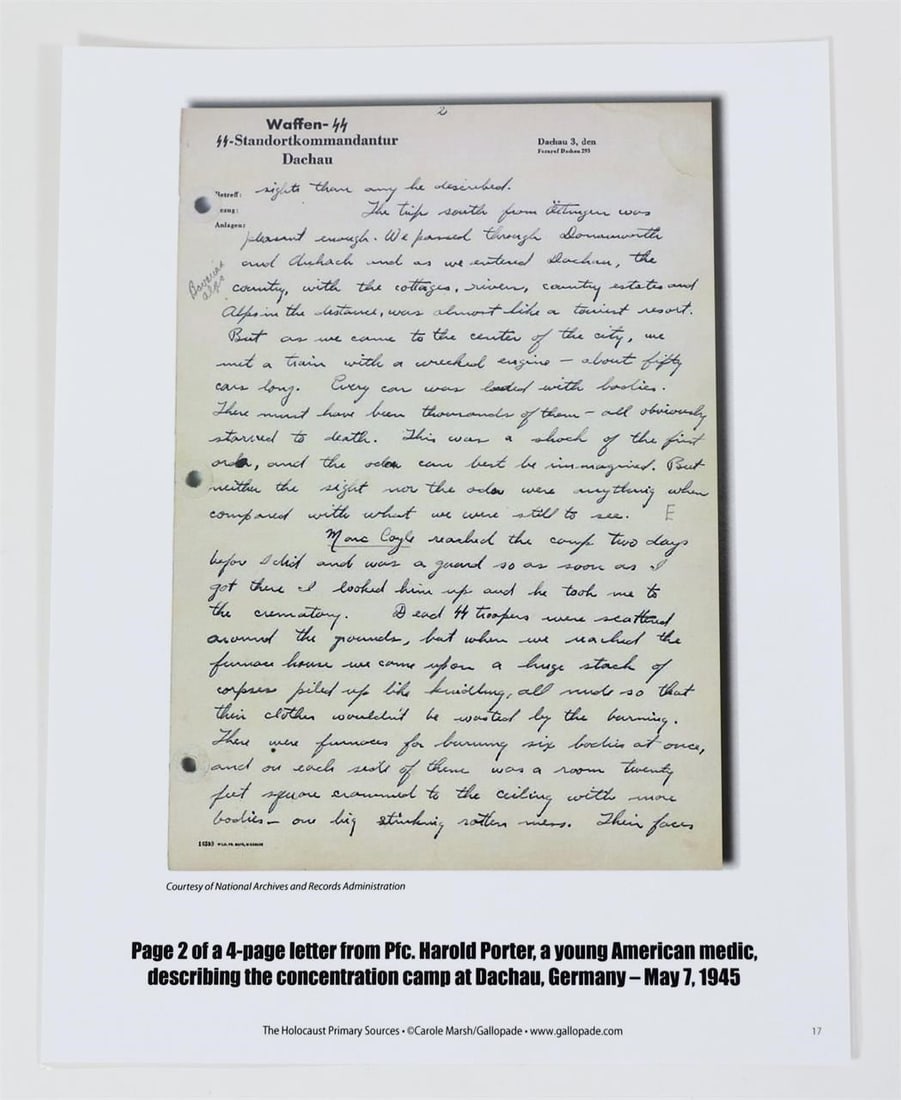 2
Waffen-SS
SS-Standortkommandantur
Dachau
Dachau 3, den
Fernruf Dachau 293
Betreff:
ezug:
Anlagen:
sights than any he described.
The trip south from Öttingen was
pleasant enough. We passed through Donauworth
and Aichach and as we entered Dachau, the
country, with the cottages, rivers, country estates and
Bavarian
alps
Alps in the distance, was almost like a tourist resort.
But as we came to the center of the city, we
met a train with a wrecked engine – about fifty
cars long. Every car was loaded with bodies.
There must have been thousands of them – all obviously
starved to death. This was a shock of the first
order, and the odor can best be immagined. But
neither the sight nor the odor were anything when
compared with what we were still to see. E
Marc Coyle reached the camp two days
before I did and was a guard so as soon as I
got there I looked him up and he took me to
the crematory. Dead SS troopers were scattered
around the grounds, but when we reached the
furnace house we came upon a huge stack of
corpses piled up like kindling, all nude so that
their clothes wouldn't be wasted by the burning.
There were furnaces for burning six bodies at once,
and on each side of them was a room twenty
feet square crammed to the ceiling with more
bodies – one big stinking rotten mess. Their faces
Courtesy of National Archives and Records Administration
Page 2 of a 4-page letter from Pfc. Harold Porter, a young American medic,
describing the concentration camp at Dachau, Germany – May 7, 1945
The Holocaust Primary Sources • ©Carole Marsh/Gallopade • www.gallopade.com
17